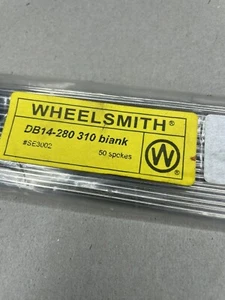 WHEELSMITH®
DB14-280 310 blank
#SE3002
50 spokes
W®